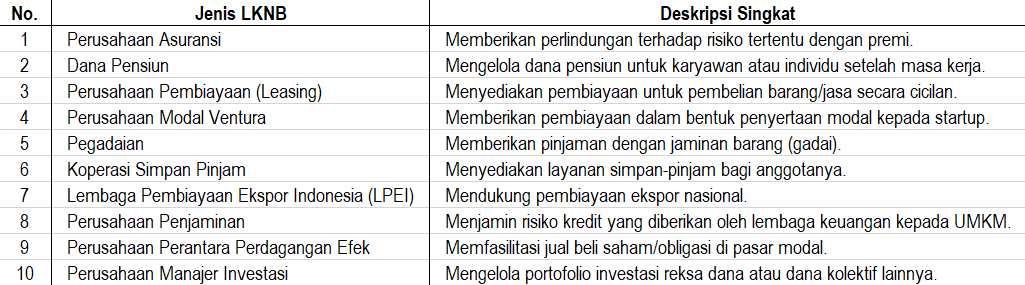 No. Jenis LKNB Deskripsi Singkat
1 Perusahaan Asuransi Memberikan perlindungan terhadap risiko tertentu dengan premi.
2 Dana Pensiun Mengelola dana pensiun untuk karyawan atau individu setelah masa kerja.
3 Perusahaan Pembiayaan (Leasing) Menyediakan pembiayaan untuk pembelian barang/jasa secara cicilan.
4 Perusahaan Modal Ventura Memberikan pembiayaan dalam bentuk penyertaan modal kepada startup.
5 Pegadaian Memberikan pinjaman dengan jaminan barang (gadai).
6 Koperasi Simpan Pinjam Menyediakan layanan simpan-pinjam bagi anggotanya.
7 Lembaga Pembiayaan Ekspor Indonesia (LPEI) Mendukung pembiayaan ekspor nasional.
8 Perusahaan Penjaminan Menjamin risiko kredit yang diberikan oleh lembaga keuangan kepada UMKM.
9 Perusahaan Perantara Perdagangan Efek Memfasilitasi jual beli saham/obligasi di pasar modal.
10 Perusahaan Manajer Investasi Mengelola portofolio investasi reksa dana atau dana kolektif lainnya.